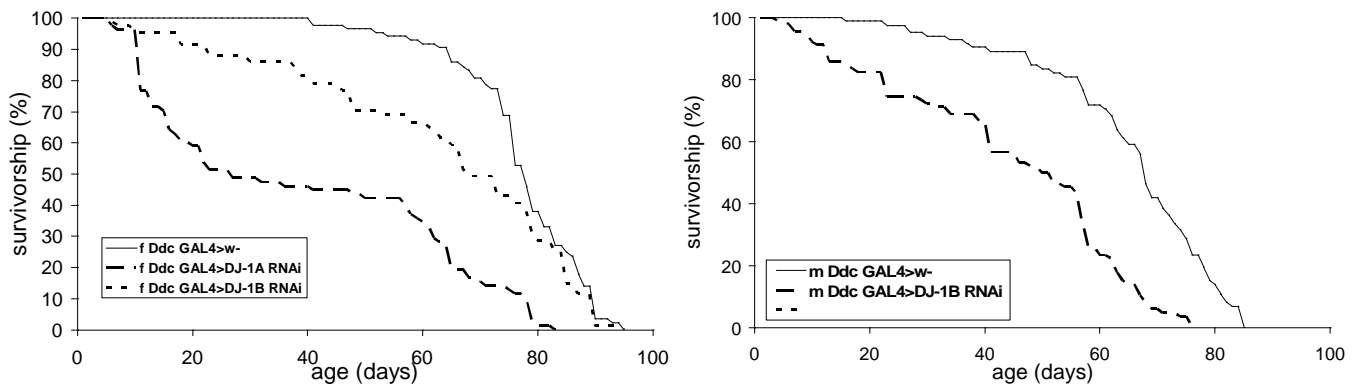 100
90
80
70
60
50
40
30
20
10
0
survivorship (%)
f Ddc GAL4>w-
f Ddc GAL4>DJ-1A RNAi
f Ddc GAL4>DJ-1B RNAi
0 20 40 60 80 100
age (days)
100
80
60
40
20
0
survivorship (%)
m Ddc GAL4>w-
m Ddc GAL4>DJ-1B RNAi
0 20 40 60 80 100
age (days)